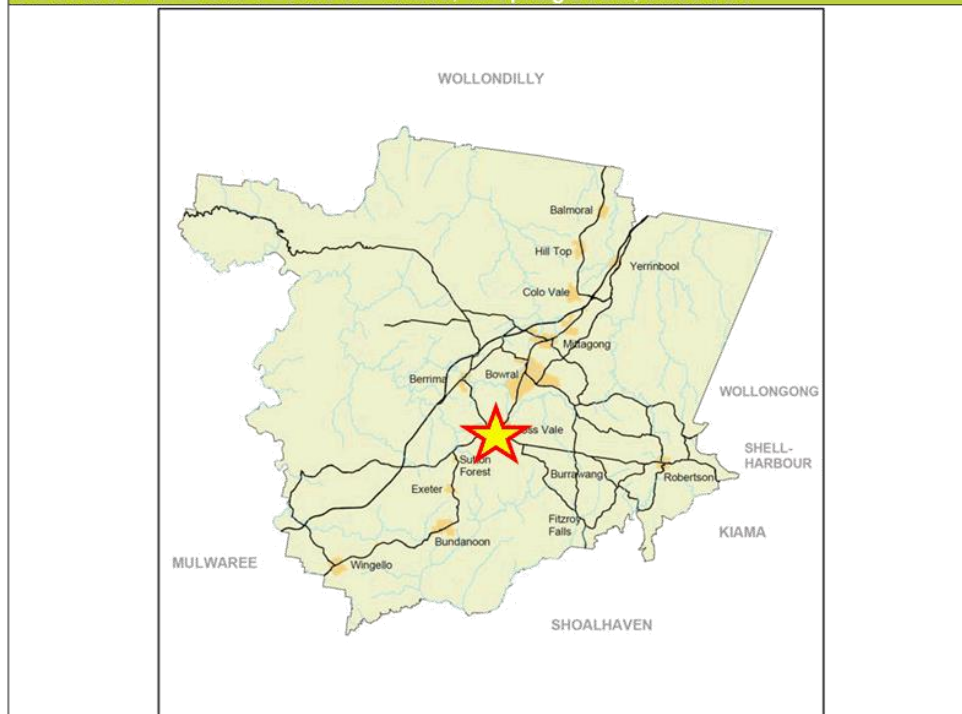 WOLLONDILLY
Balmoral
Hill Top
Yerrinbool
Colo Vale
Mittagong
Berrima
Bowral
WOLLONGONG
Vale
SHELL-
HARBOUR
Forest
Burrawang
Robertson
Exeter
Fitzroy
Falls
Bundanoon
KIAMA
MULWAREE
Wingello
SHOALHAVEN